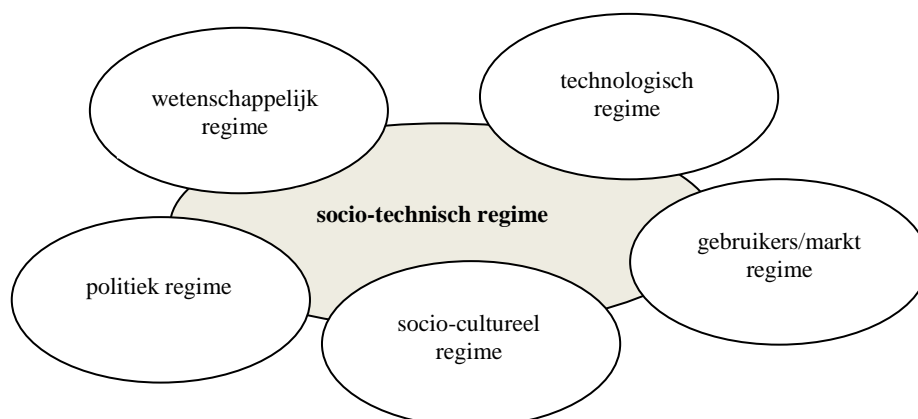 wetenschappelijk
regime
technologisch
regime
socio-technisch regime
gebruikers/markt
regime
politiek regime
socio-cultureel
regime